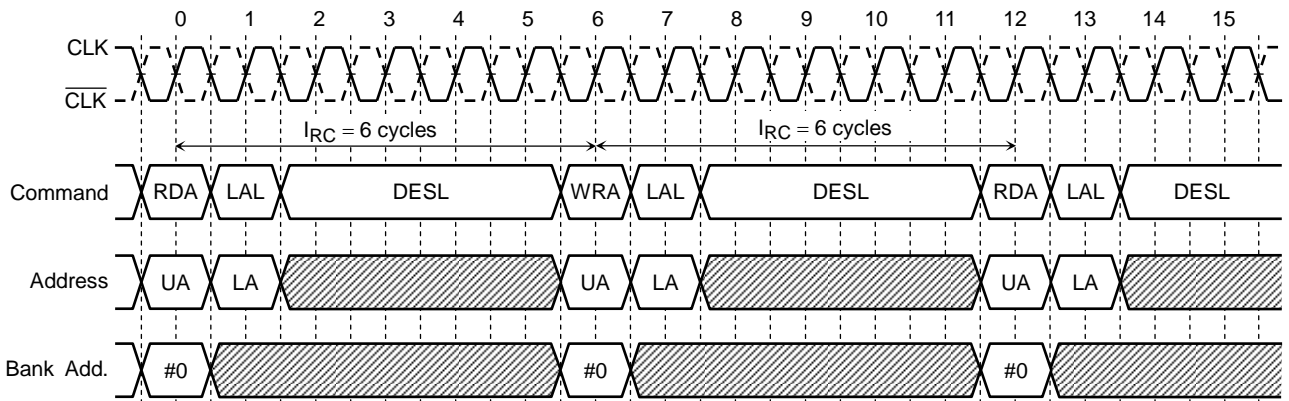 0 1 2 3 4 5 6 7 8 9 10 11 12 13 14 15
CLK
CLK
IRC = 6 cycles IRC = 6 cycles
Command RDA LAL DESL WRA LAL DESL RDA LAL DESL
Address UA LA UA LA UA LA
Bank Add. #0 #0 #0